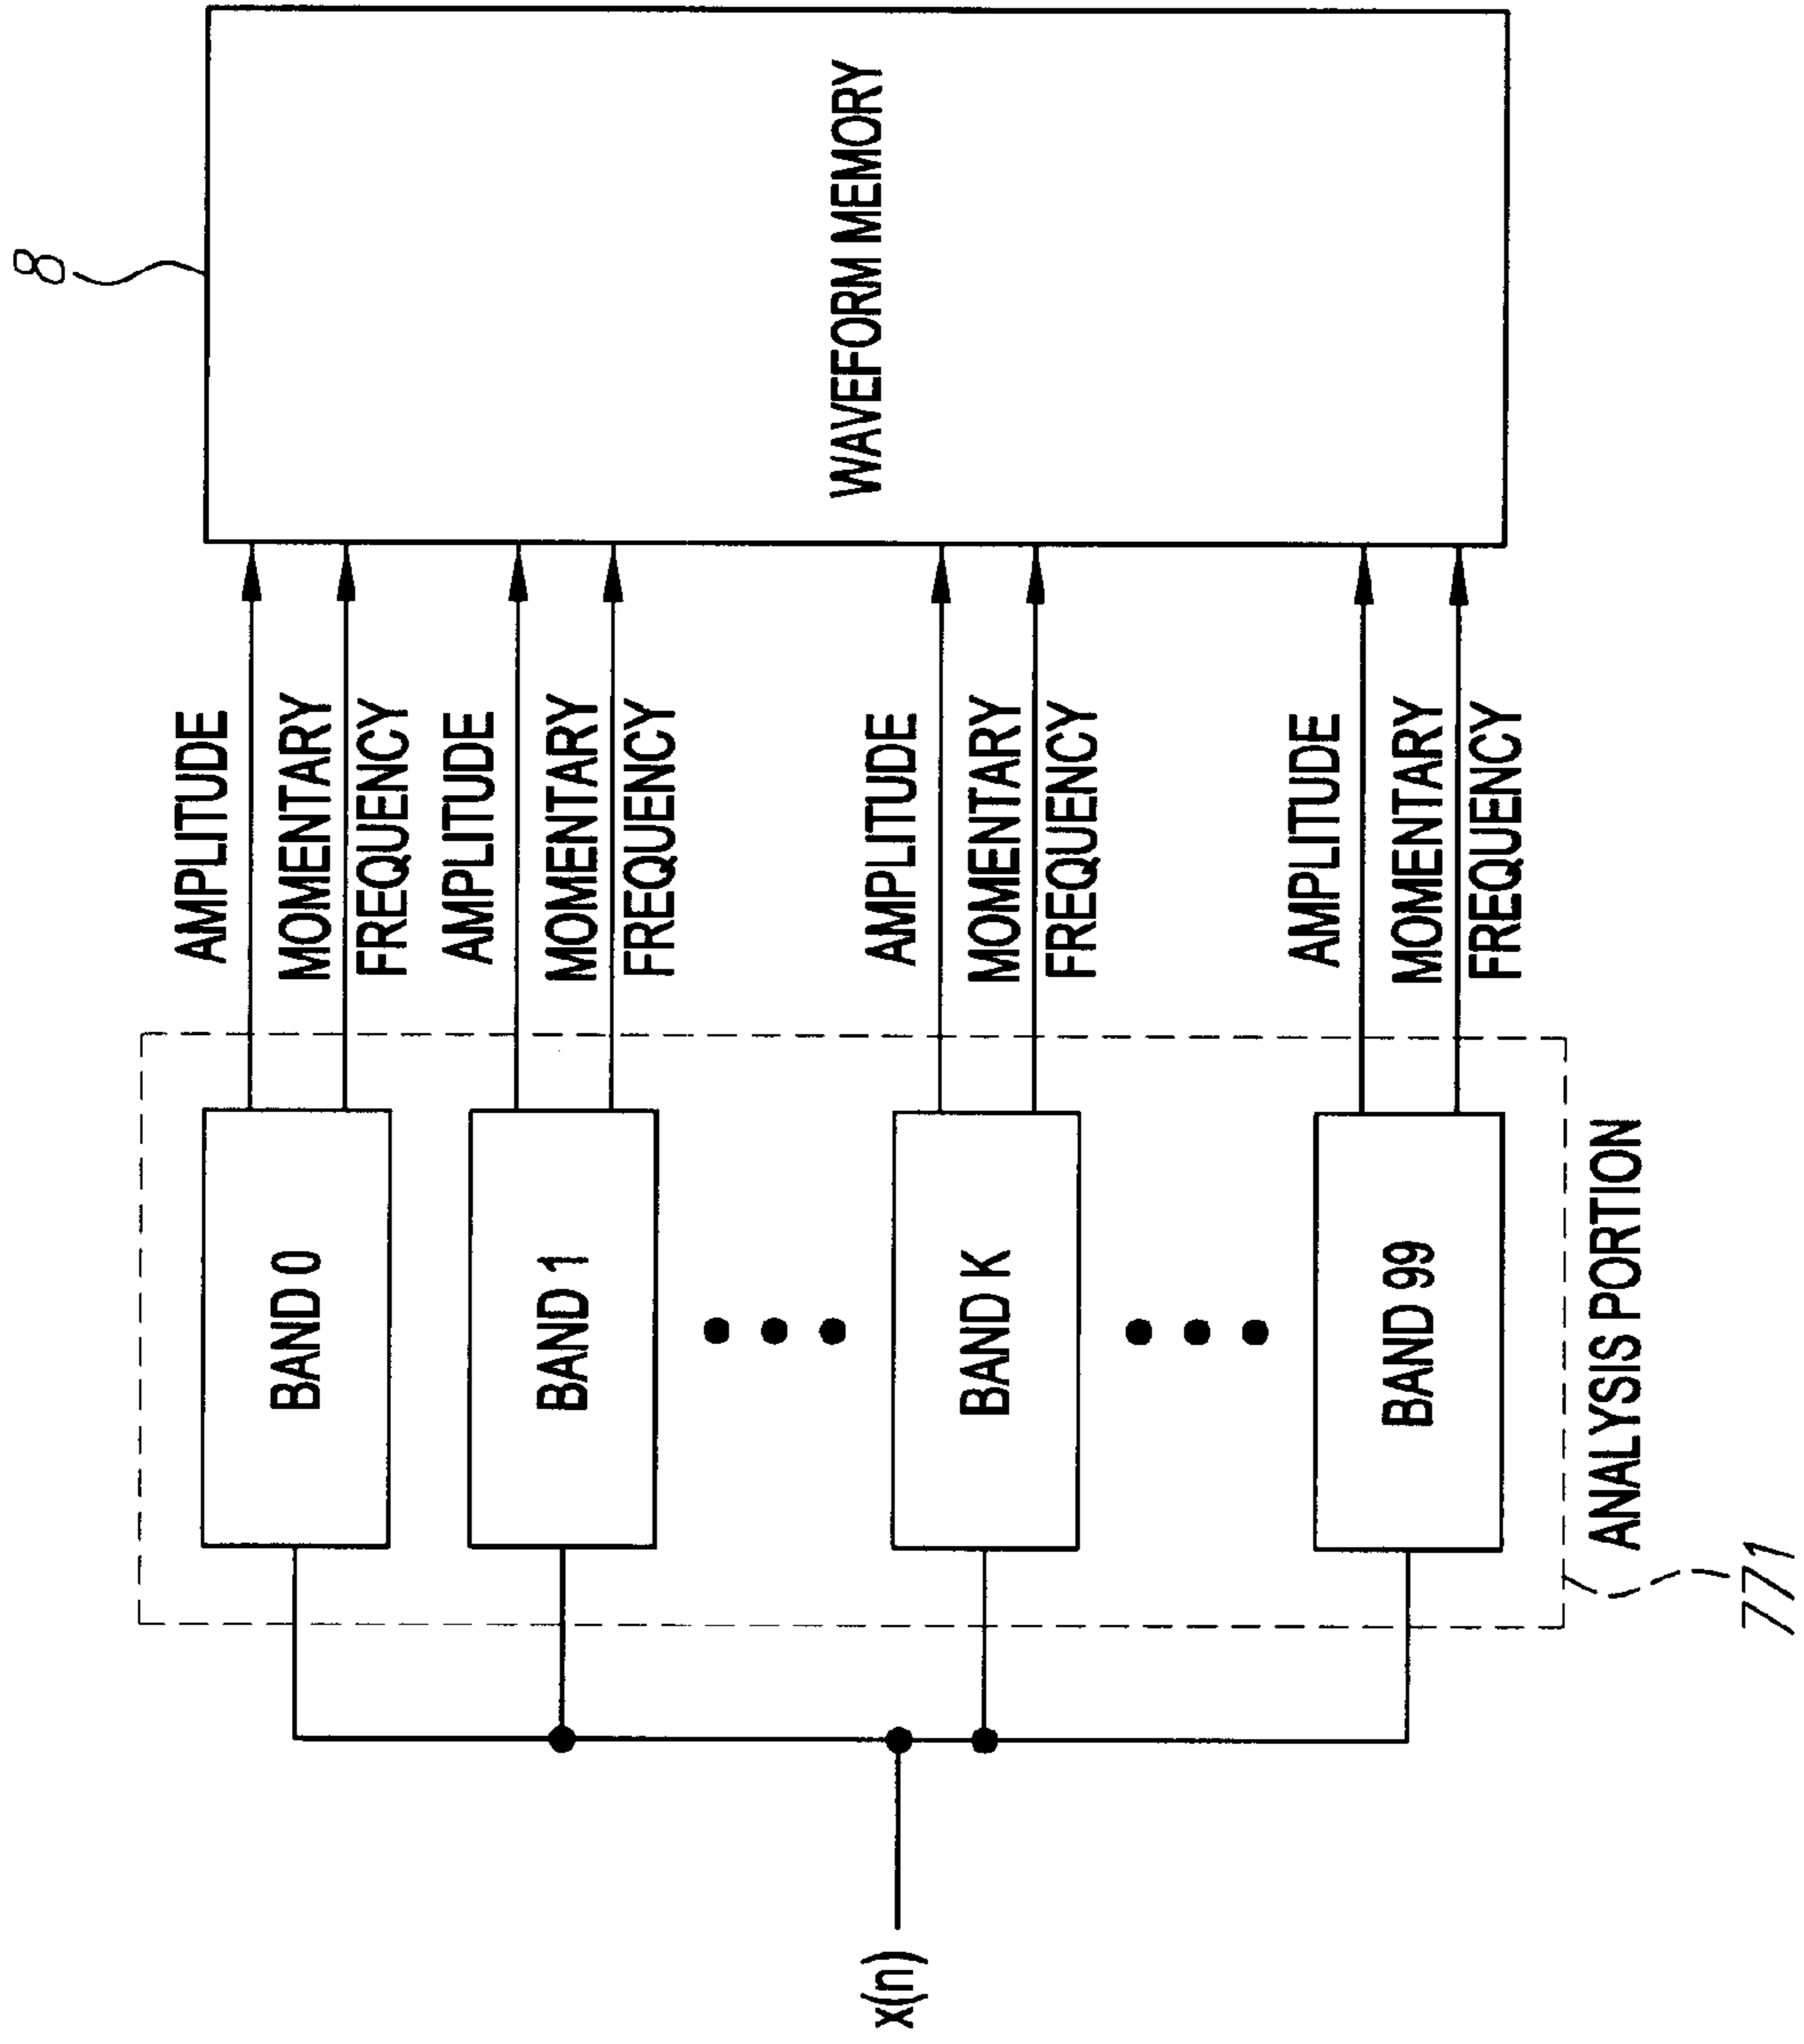 8
AMPLITUDE
MOMENTARY
FREQUENCY
AMPLITUDE
MOMENTARY
FREQUENCY
AMPLITUDE
MOMENTARY
FREQUENCY
AMPLITUDE
MOMENTARY
FREQUENCY
WAVEFORM MEMORY
BAND 0
BAND 1
BAND K
BAND 99
x(n)
ANALYSIS PORTION
771